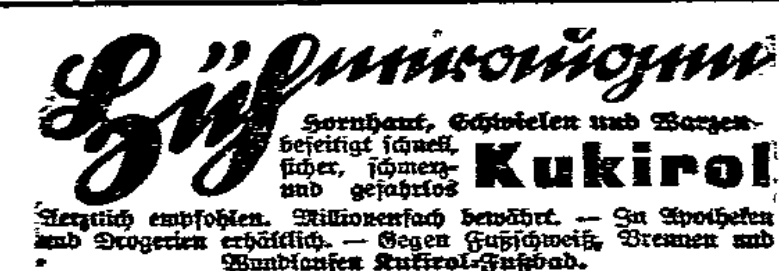 Hühneraugen
Hornhaut, Schwielen und Warzen
beseitigt schnell,
sicher, schmerz-
und gefahrlos
Kukirol
Aerztlich empfohlen. Millionenfach bewährt. — In Apotheken
und Drogerien erhältlich. — Gegen Fußschweiß, Brennen und
Wundlaufen Kukirol-Fußbad.